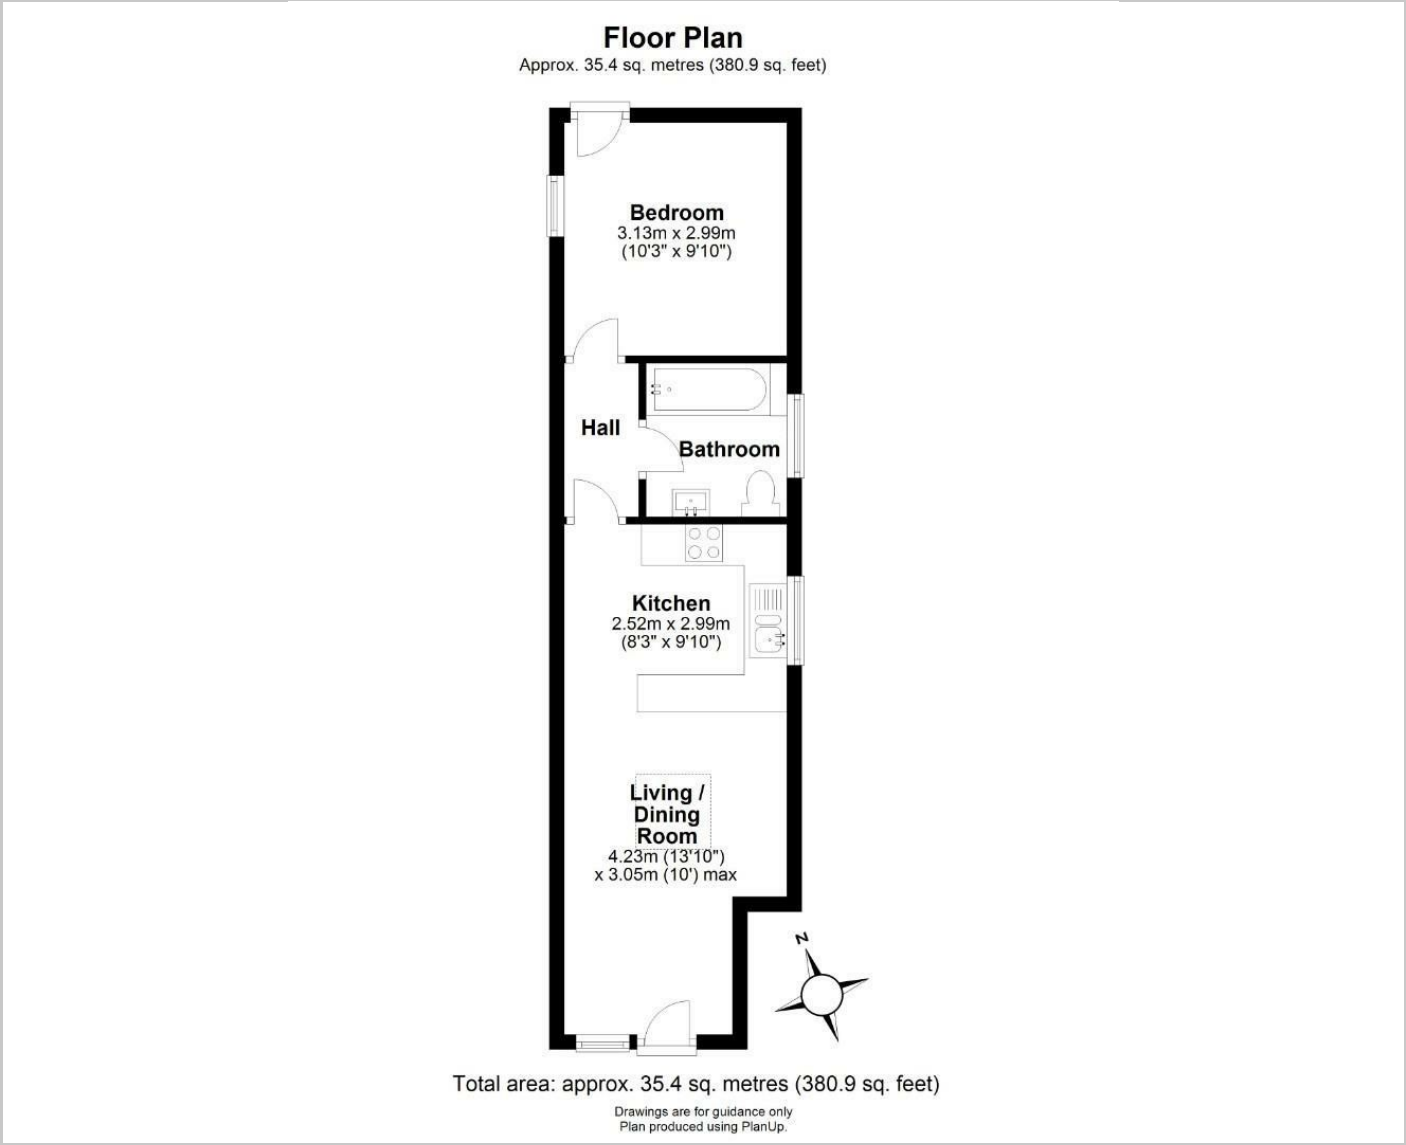 Floor Plan
Approx. 35.4 sq. metres (380.9 sq. feet)
Bedroom
3.13m x 2.99m
(10'3" x 9'10")
Hall
Bathroom
Kitchen
2.52m x 2.99m
(8'3" x 9'10")
Living /
Dining
Room
4.23m (13'10")
x 3.05m (10') max
N
Total area: approx. 35.4 sq. metres (380.9 sq. feet)
Drawings are for guidance only
Plan produced using PlanUp.